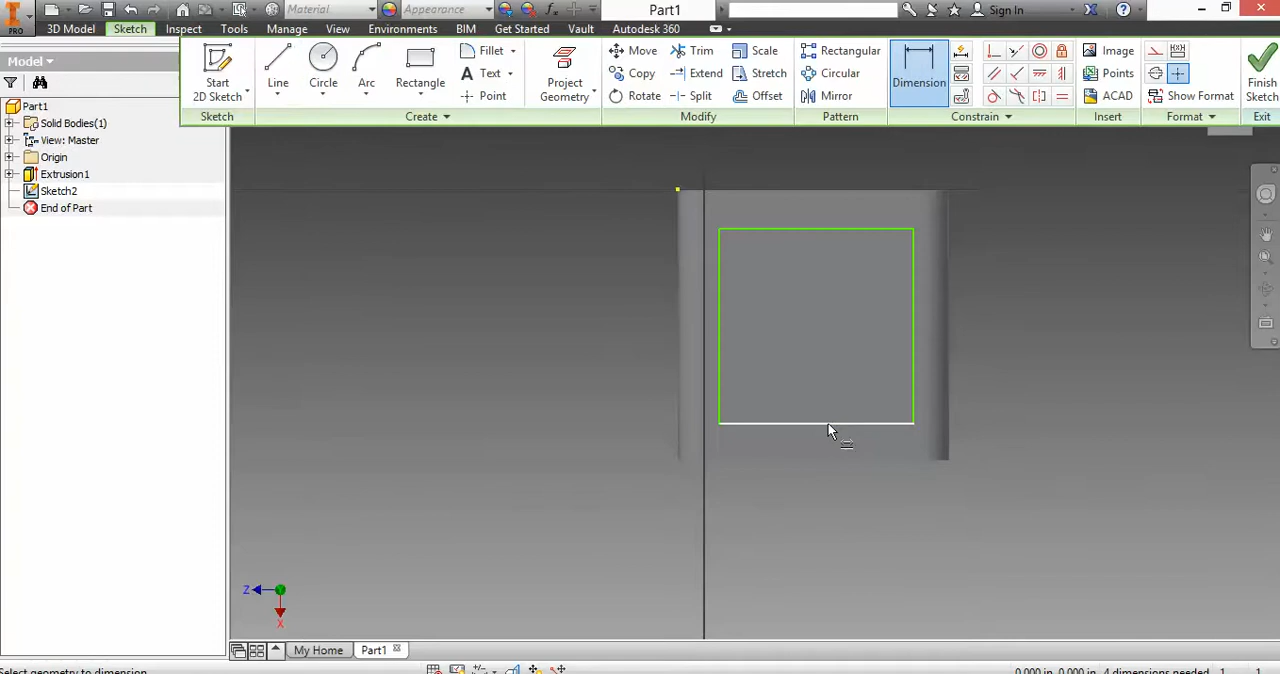 Material Appearance Part1 Sign In
PRO 3D Model Sketch Inspect Tools Manage View Environments BIM Get Started Vault Autodesk 360
Model
Part1
Solid Bodies(1)
View: Master
Origin
Extrusion1
Sketch2
End of Part
Start
2D Sketch
Sketch
Line
Circle
Arc
Rectangle
Fillet
Text
Point
Create
Project
Geometry
Move
Copy
Rotate
Trim
Extend
Split
Scale
Stretch
Offset
Modify
Rectangular
Circular
Mirror
Pattern
Dimension
Constrain
Image
Points
ACAD
Insert
Show Format
Format
Finish
Sketch
Exit
Z
X
My Home Part1
Select geometry to dimension
0.000 in, 0.000 in 4 dimensions needed 1 1